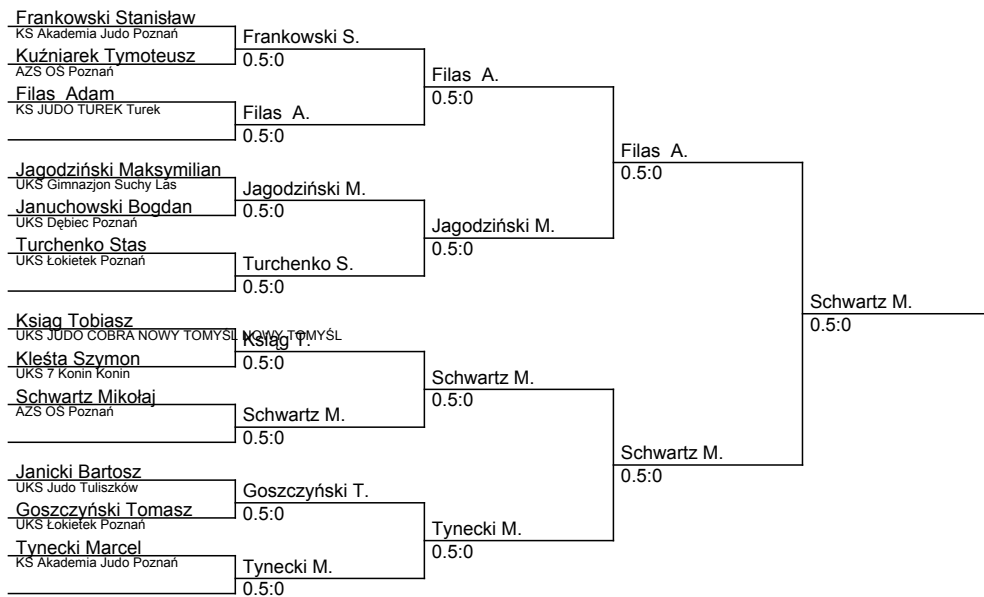 Frankowski Stanisław
KS Akademia Judo Poznań
Frankowski S.
0.5:0
Kuźniarek Tymoteusz
AZS OŚ Poznań
Filas  A.
0.5:0
Filas  Adam
KS JUDO TUREK Turek
Filas  A.
0.5:0
Filas  A.
0.5:0
Jagodziński Maksymilian
UKS Gimnazjon Suchy Las
Jagodziński M.
0.5:0
Januchowski Bogdan
UKS Dębiec Poznań
Jagodziński M.
0.5:0
Turchenko Stas
UKS Łokietek Poznań
Turchenko S.
0.5:0
Schwartz M.
0.5:0
Ksiąg Tobiasz
UKS JUDO COBRA NOWY TOMYŚL NOWY TOMYŚL
Ksiąg T.
0.5:0
Kleśta Szymon
UKS 7 Konin Konin
Schwartz M.
0.5:0
Schwartz Mikołaj
AZS OŚ Poznań
Schwartz M.
0.5:0
Schwartz M.
0.5:0
Janicki Bartosz
UKS Judo Tuliszków
Goszczyński T.
0.5:0
Goszczyński Tomasz
UKS Łokietek Poznań
Tynecki M.
0.5:0
Tynecki Marcel
KS Akademia Judo Poznań
Tynecki M.
0.5:0